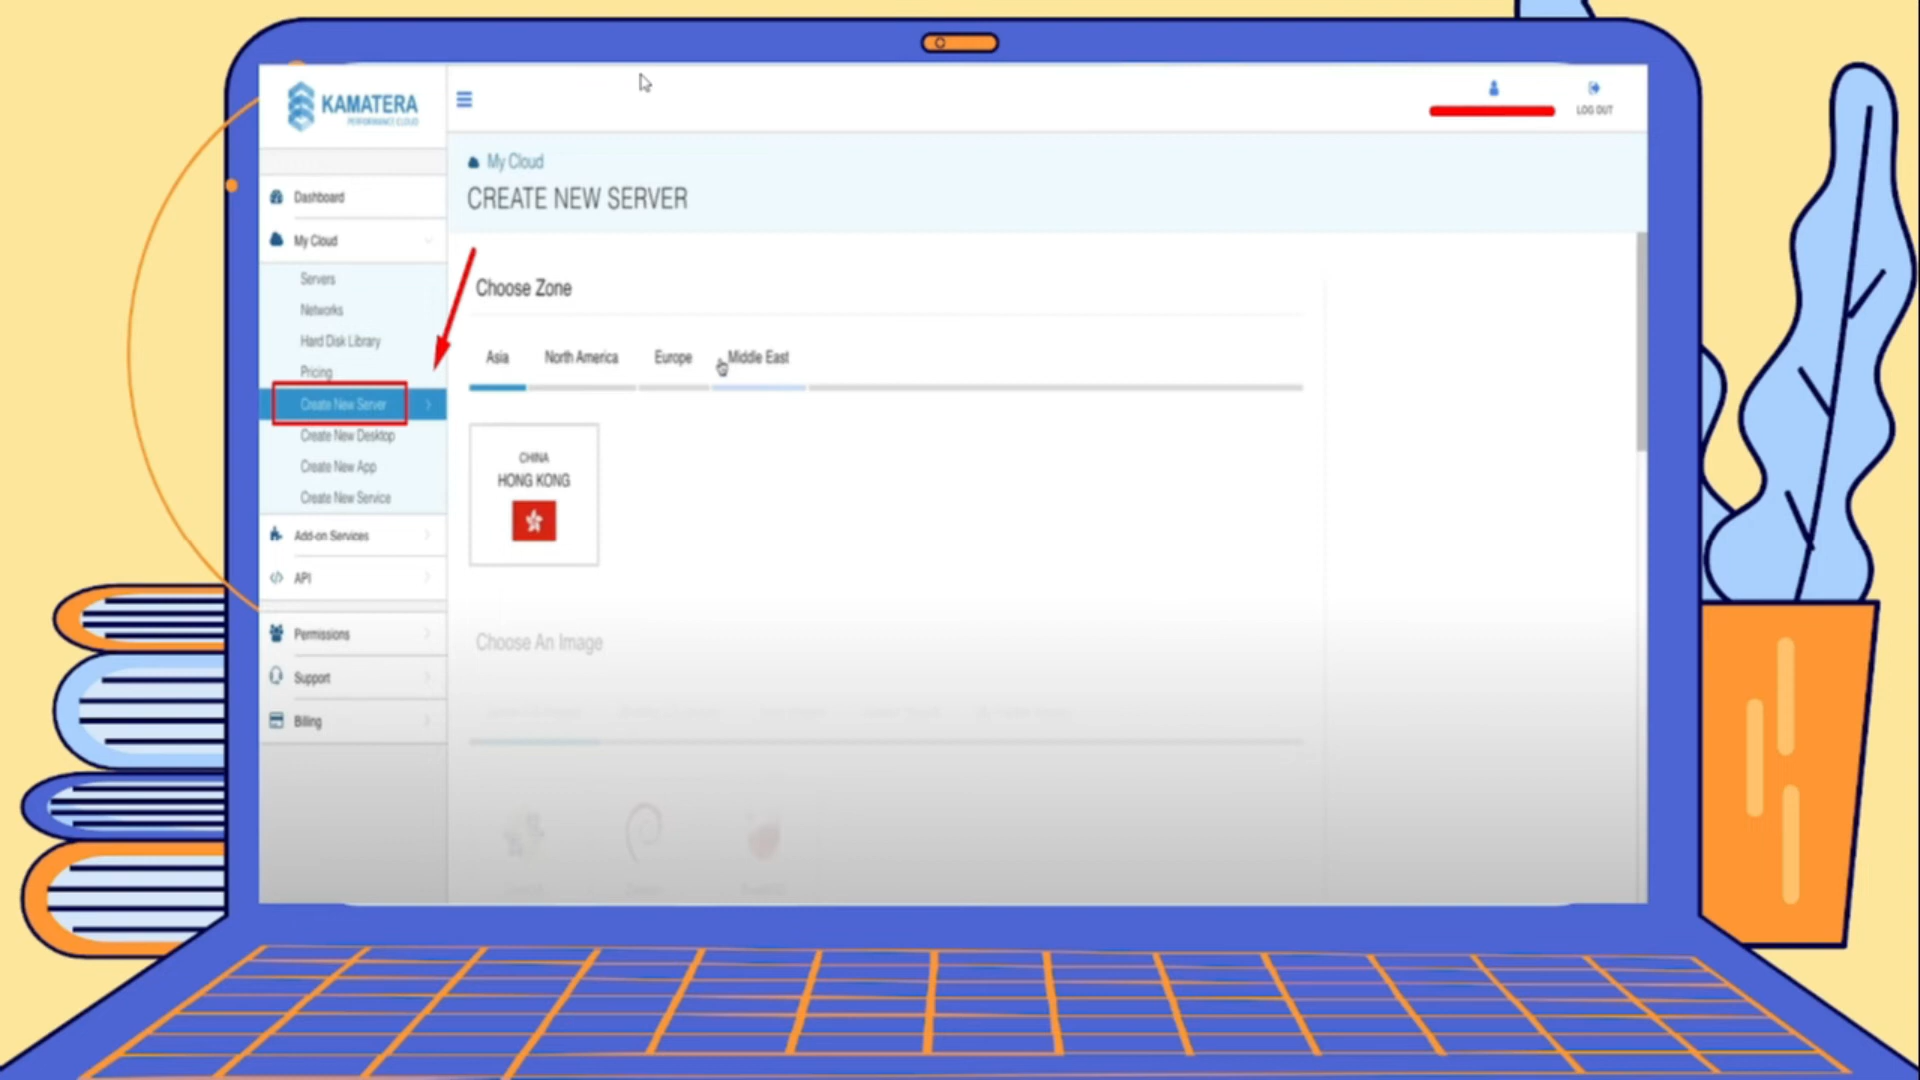 KAMATERA
PERFORMANCE CLOUD
LOG OUT
My Cloud
CREATE NEW SERVER
Dashboard
My Cloud
Servers
Networks
Hard Disk Library
Pricing
Create New Server
Create New Desktop
Create New App
Create New Service
Add-on Services
API
Permissions
Support
Billing
Choose Zone
Asia North America Europe Middle East
CHINA
HONG KONG
Choose An Image